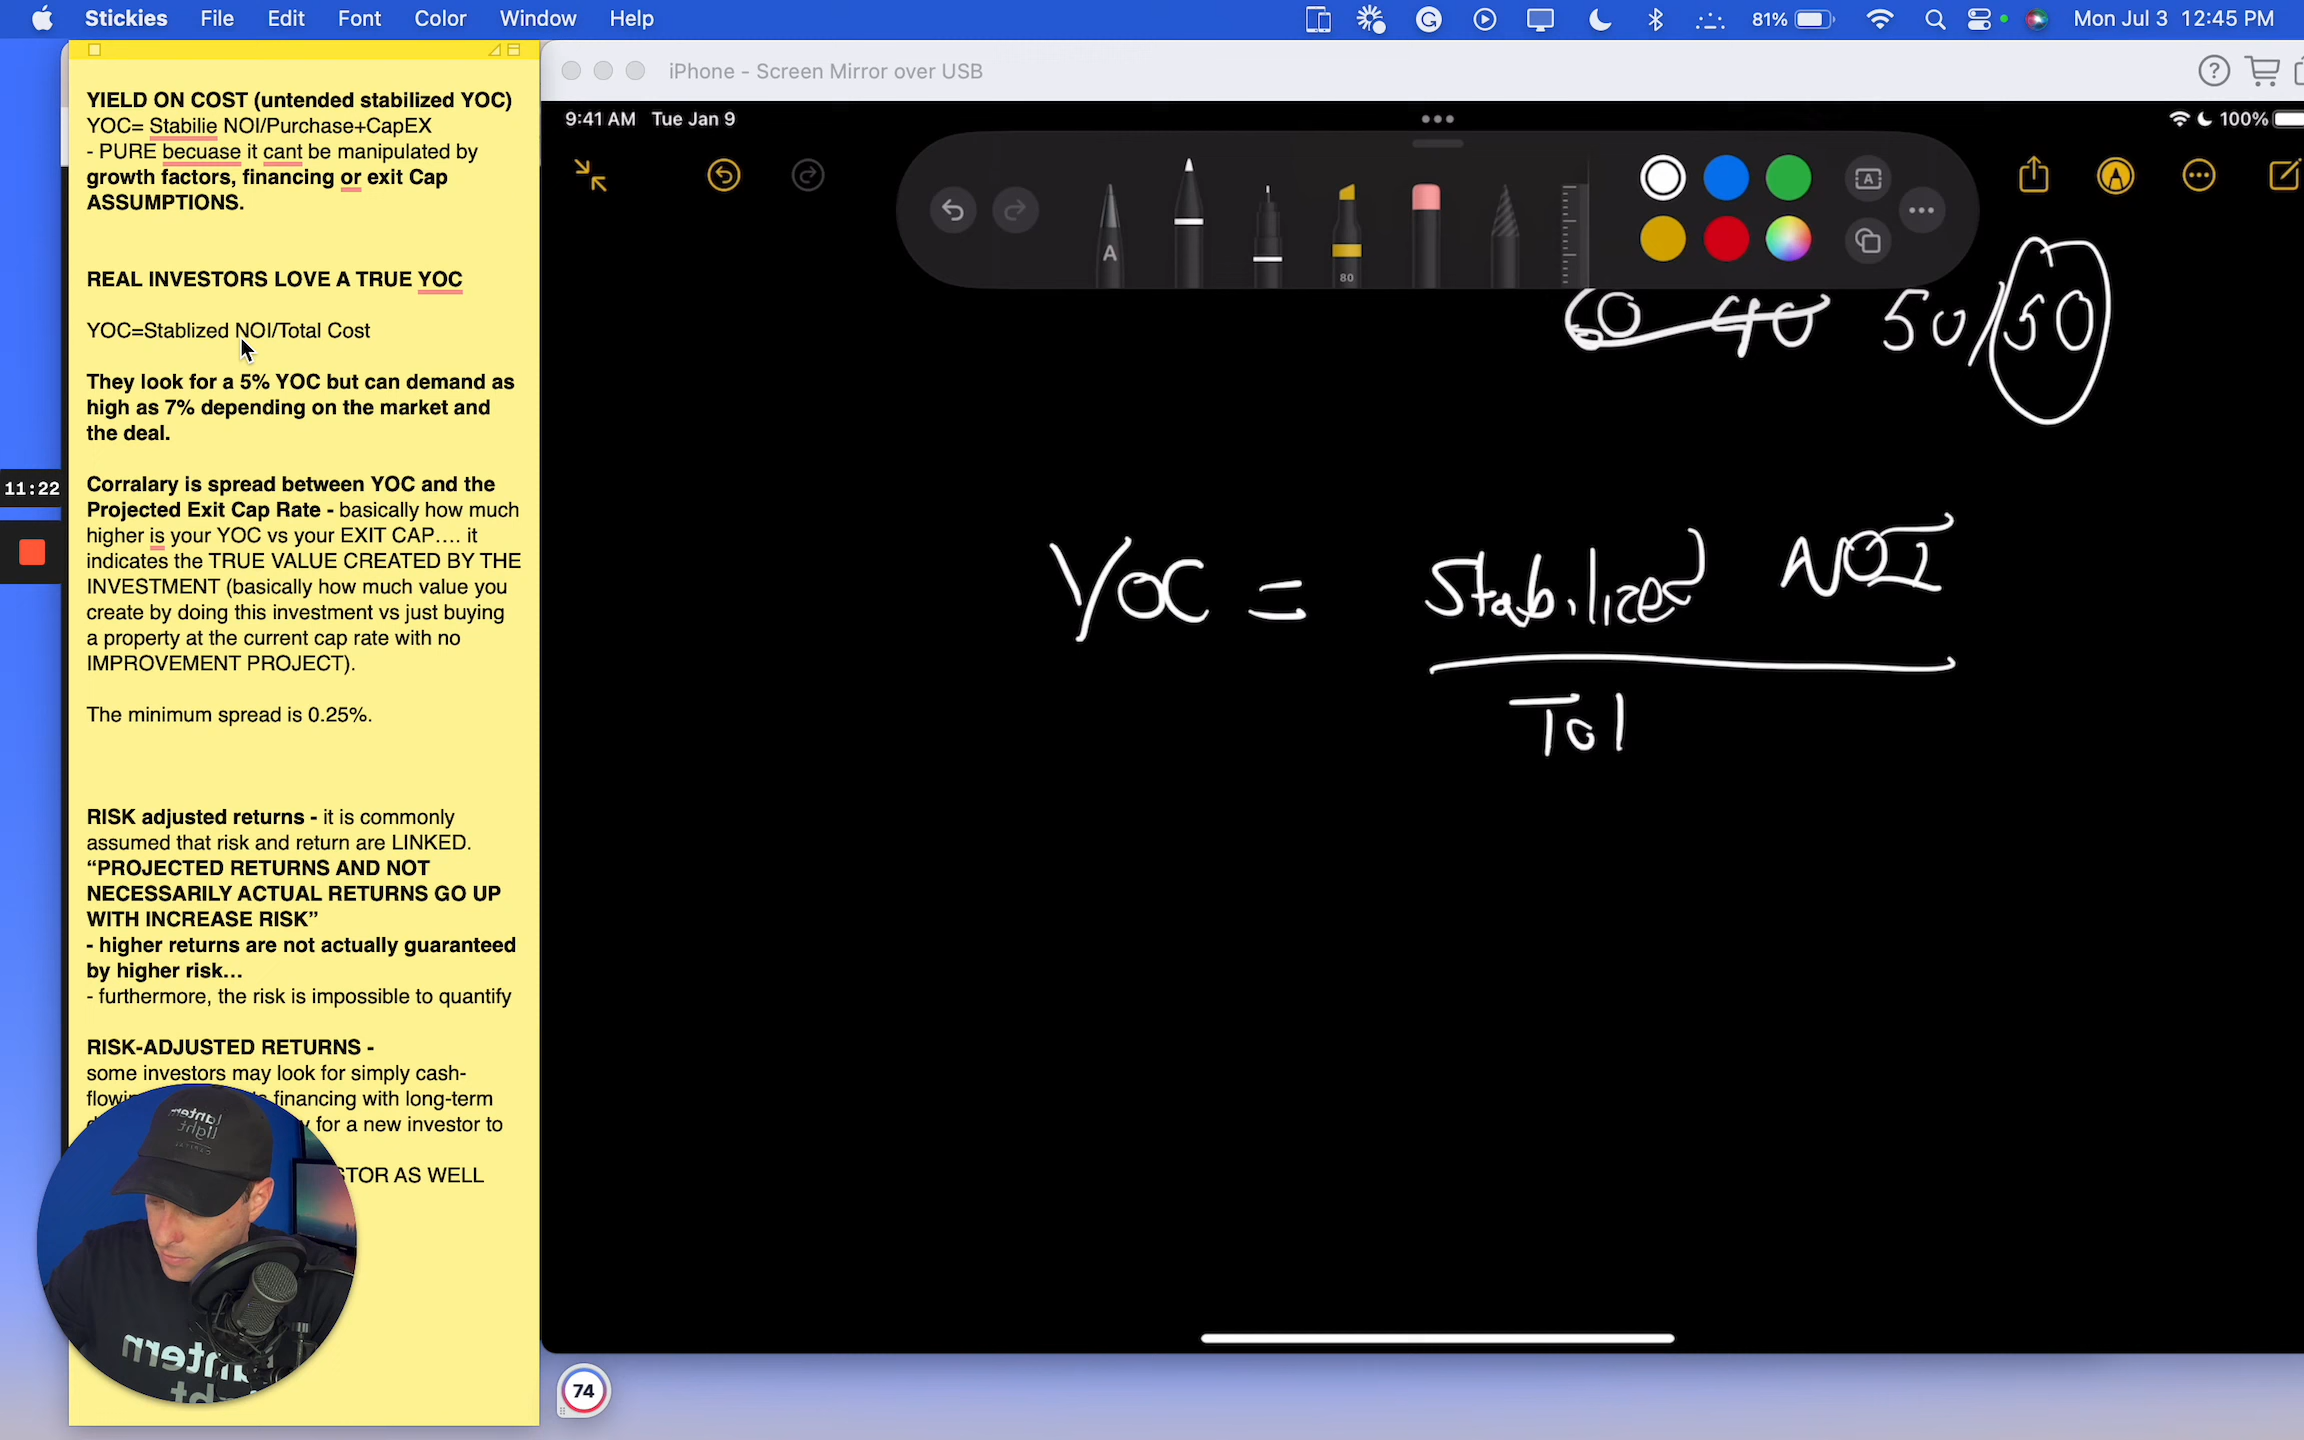 Stickies File Edit Font Color Window Help 81% Mon Jul 3 12:45 PM
iPhone - Screen Mirror over USB
9:41 AM Tue Jan 9 100%
YIELD ON COST (untended stabilized YOC)
YOC= Stabilie NOI/Purchase+CapEX
- PURE becuase it cant be manipulated by
growth factors, financing or exit Cap
ASSUMPTIONS.
REAL INVESTORS LOVE A TRUE YOC
YOC=Stablized NOI/Total Cost
They look for a 5% YOC but can demand as
high as 7% depending on the market and
the deal.
Corralary is spread between YOC and the
Projected Exit Cap Rate - basically how much
higher is your YOC vs your EXIT CAP.... it
indicates the TRUE VALUE CREATED BY THE
INVESTMENT (basically how much value you
create by doing this investment vs just buying
a property at the current cap rate with no
IMPROVEMENT PROJECT).
The minimum spread is 0.25%.
RISK adjusted returns - it is commonly
assumed that risk and return are LINKED.
“PROJECTED RETURNS AND NOT
NECESSARILY ACTUAL RETURNS GO UP
WITH INCREASE RISK”
- higher returns are not actually guaranteed
by higher risk...
- furthermore, the risk is impossible to quantify
RISK-ADJUSTED RETURNS -
some investors may look for simply cash-
financing with long-term
for a new investor to
AS WELL
11:22
A
80
A
60 40 50/50
YOC = Stabilized NOI
Tot
lantern
light
74